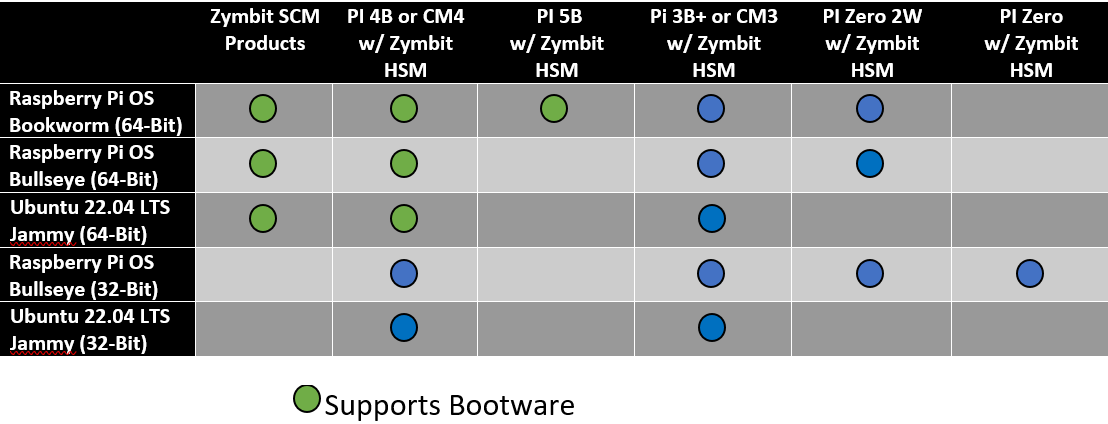 Zymbit SCM
Products
PI 4B or CM4
w/ Zymbit
HSM
PI 5B
w/ Zymbit
HSM
Pi 3B+ or CM3
w/ Zymbit
HSM
PI Zero 2W
w/ Zymbit
HSM
PI Zero
w/ Zymbit
HSM
Raspberry Pi OS
Bookworm (64-Bit)
Raspberry Pi OS
Bullseye (64-Bit)
Ubuntu 22.04 LTS
Jammy (64-Bit)
Raspberry Pi OS
Bullseye (32-Bit)
Ubuntu 22.04 LTS
Jammy (32-Bit)
Supports Bootware